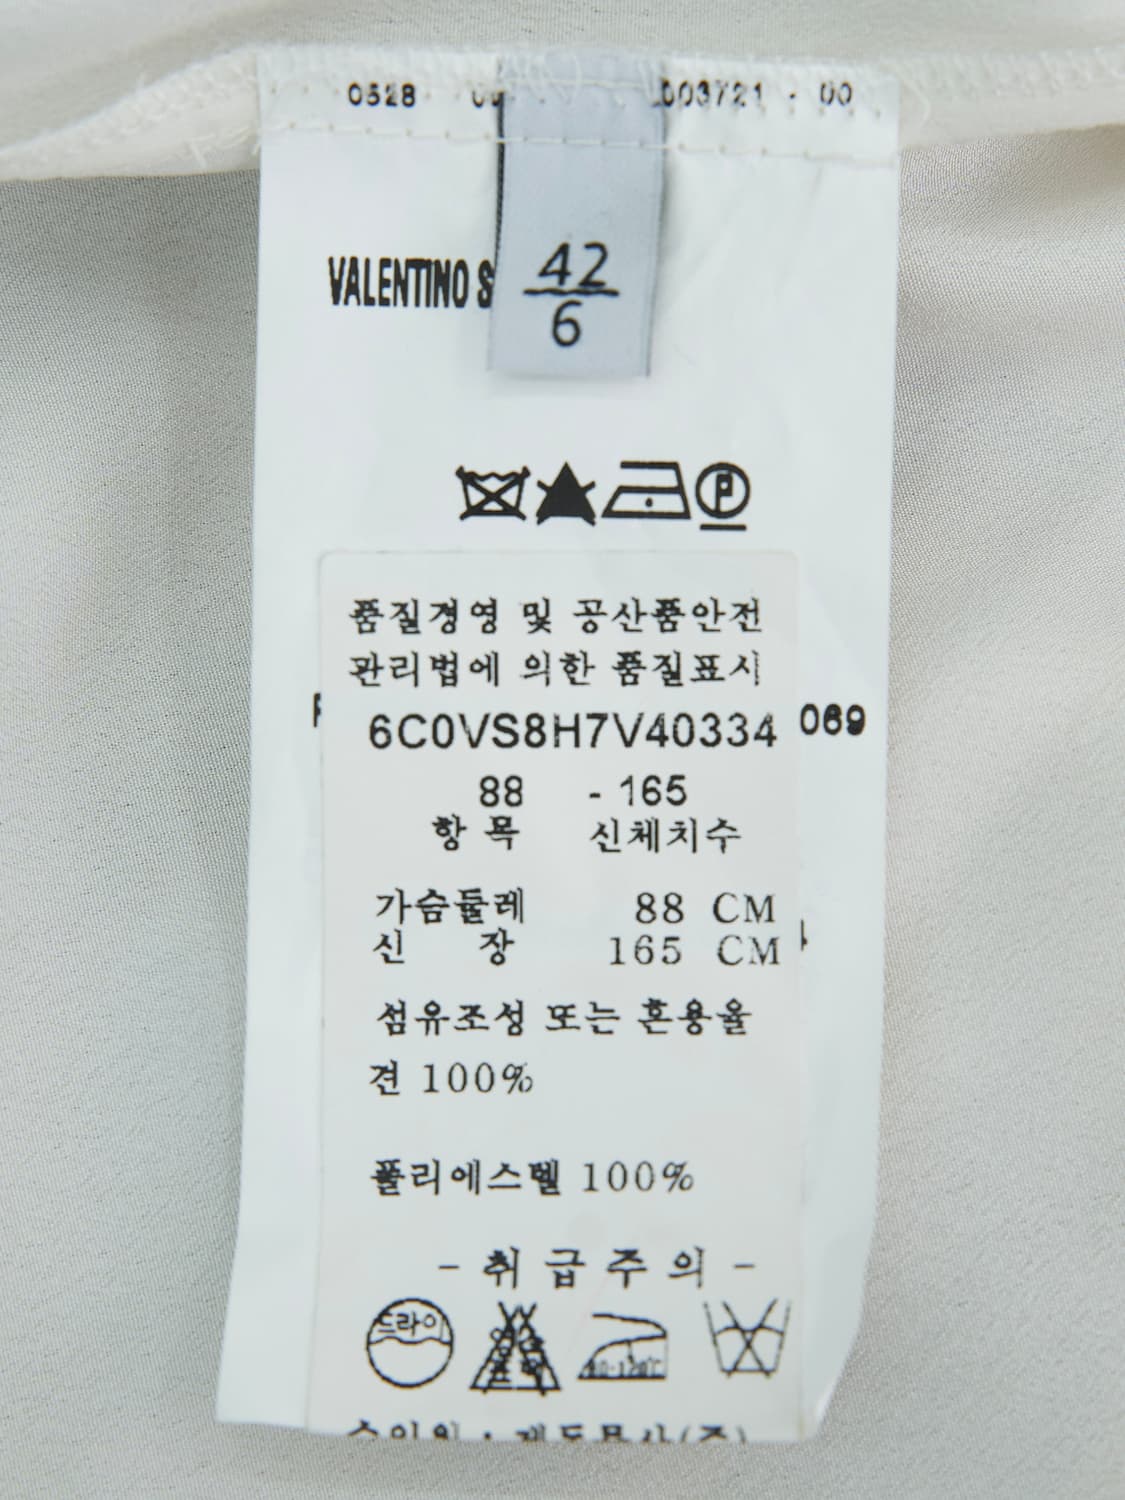 0528
003721 - 00
VALENTINO S
42
6
P
품질경영 및 공산품안전
관리법에 의한 품질표시
6C0VS8H7V40334
069
88 - 165
항 목 신체치수
가슴둘레 88 CM
신 장 165 CM
섬유조성 또는 혼용율
견 100%
폴리에스텔 100%
- 취 급 주 의 -
드라이
80-120℃